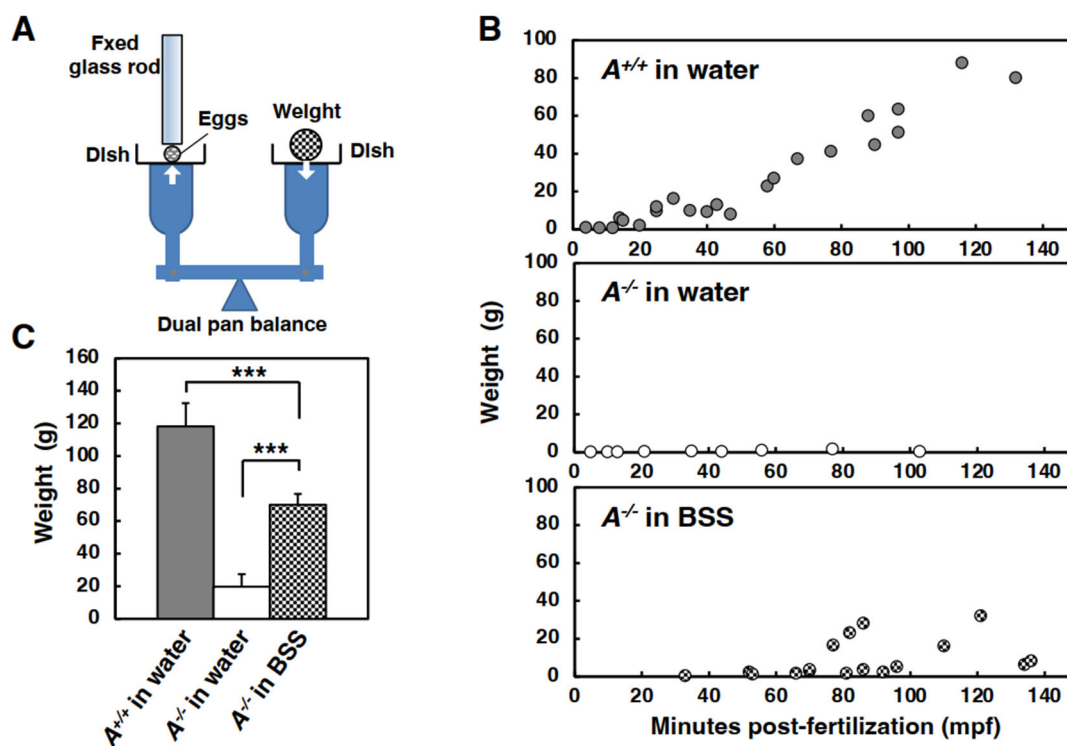 A
Fxed
glass rod
Eggs
Weight
DIsh
DIsh
Dual pan balance
B
100
80
60
40
20
0
A+/+ in water
0 20 40 60 80 100 120 140
100
80
60
40
20
0
A-/- in water
0 20 40 60 80 100 120 140
100
80
60
40
20
0
A-/- in BSS
0 20 40 60 80 100 120 140
Weight (g)
Minutes post-fertilization (mpf)
C
160
140
120
100
80
60
40
20
0
Weight (g)
***
***
A+/+ in water
A-/- in water
A-/- in BSS